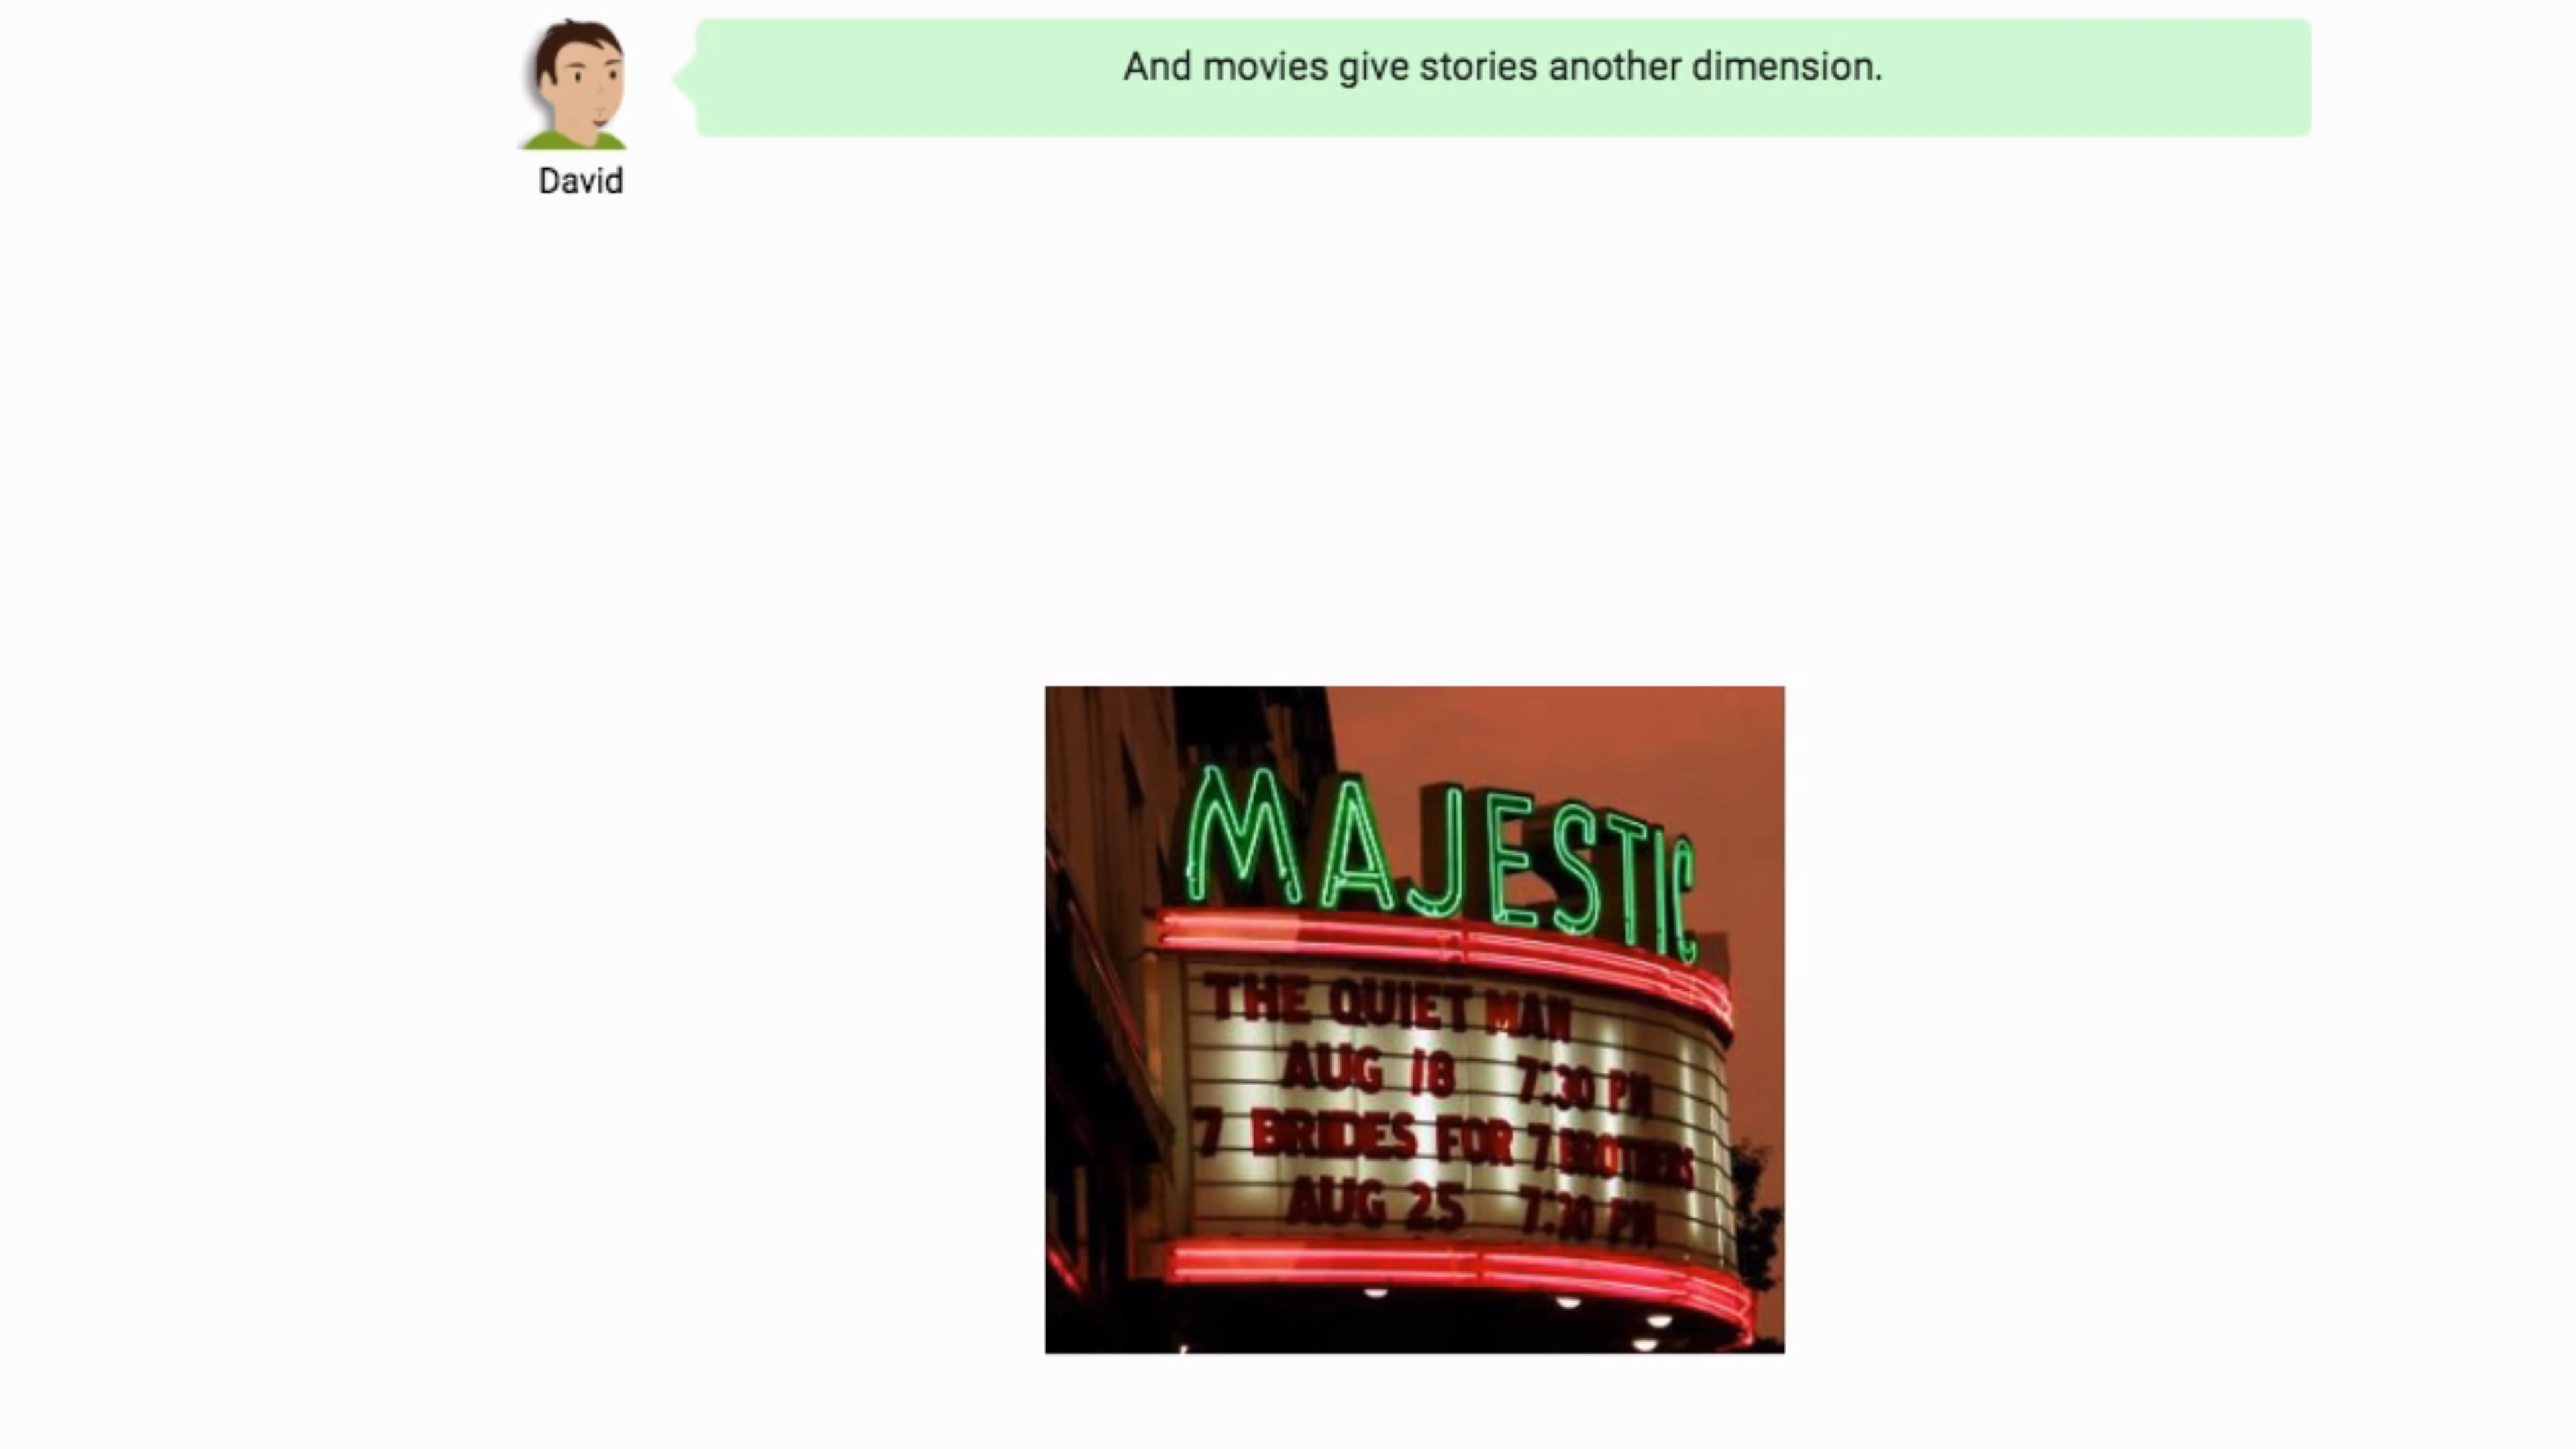 And movies give stories another dimension.
David
MAJESTIC
THE QUIET MAN
AUG 18 7:30 PM
7 BRIDES FOR 7 BROTHERS
AUG 25 7:30 PM